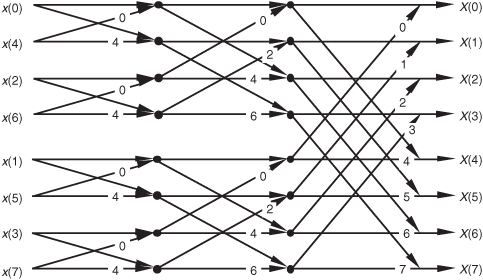 x(0) 0 0 0 X(0)
x(4) 4 2 1 X(1)
x(2) 0 4 2 X(2)
x(6) 4 6 3 X(3)
x(1) 0 0 4 X(4)
x(5) 4 2 5 X(5)
x(3) 0 4 6 X(6)
x(7) 4 6 7 X(7)